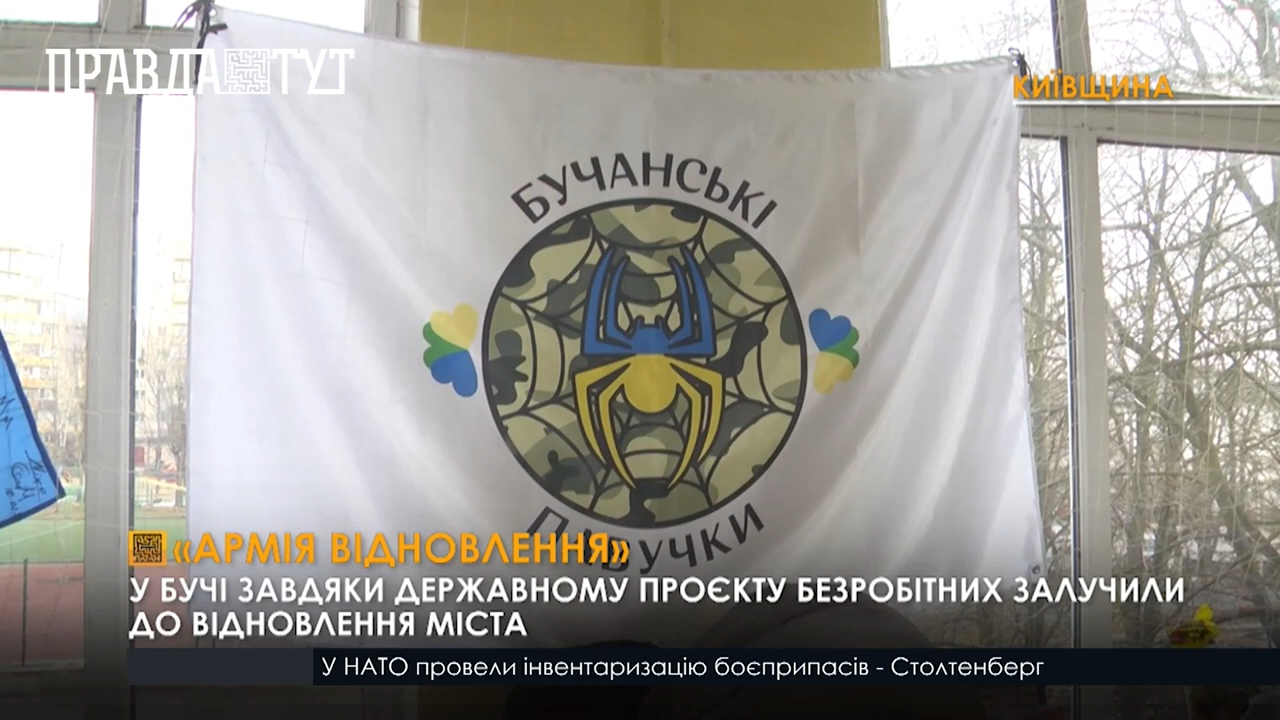 ПРАВДА ТУТ
КИЇВЩИНА
БУЧАНСЬКІ
ПАВУЧКИ
«АРМІЯ ВІДНОВЛЕННЯ»
У БУЧІ ЗАВДЯКИ ДЕРЖАВНОМУ ПРОЄКТУ БЕЗРОБІТНИХ ЗАЛУЧИЛИ
ДО ВІДНОВЛЕННЯ МІСТА
У НАТО провели інвентаризацію боєприпасів - Столтенберг